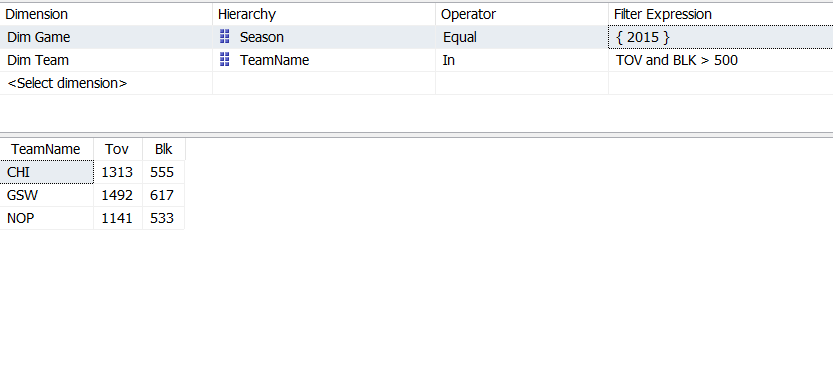 Dimension Hierarchy Operator Filter Expression
Dim Game Season Equal { 2015 }
Dim Team TeamName In TOV and BLK > 500
<Select dimension>
TeamName Tov Blk
CHI 1313 555
GSW 1492 617
NOP 1141 533